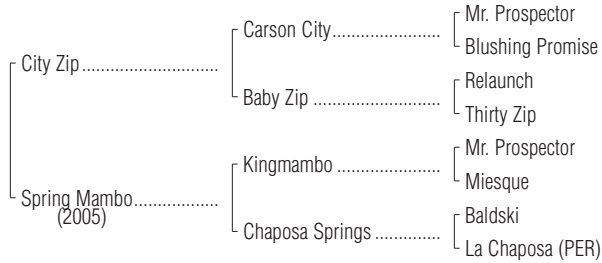 Mr. Prospector
Carson City
Blushing Promise
City Zip
Relaunch
Baby Zip
Thirty Zip
Mr. Prospector
Kingmambo
Miesque
Spring Mambo
(2005)
Baldski
Chaposa Springs
La Chaposa (PER)